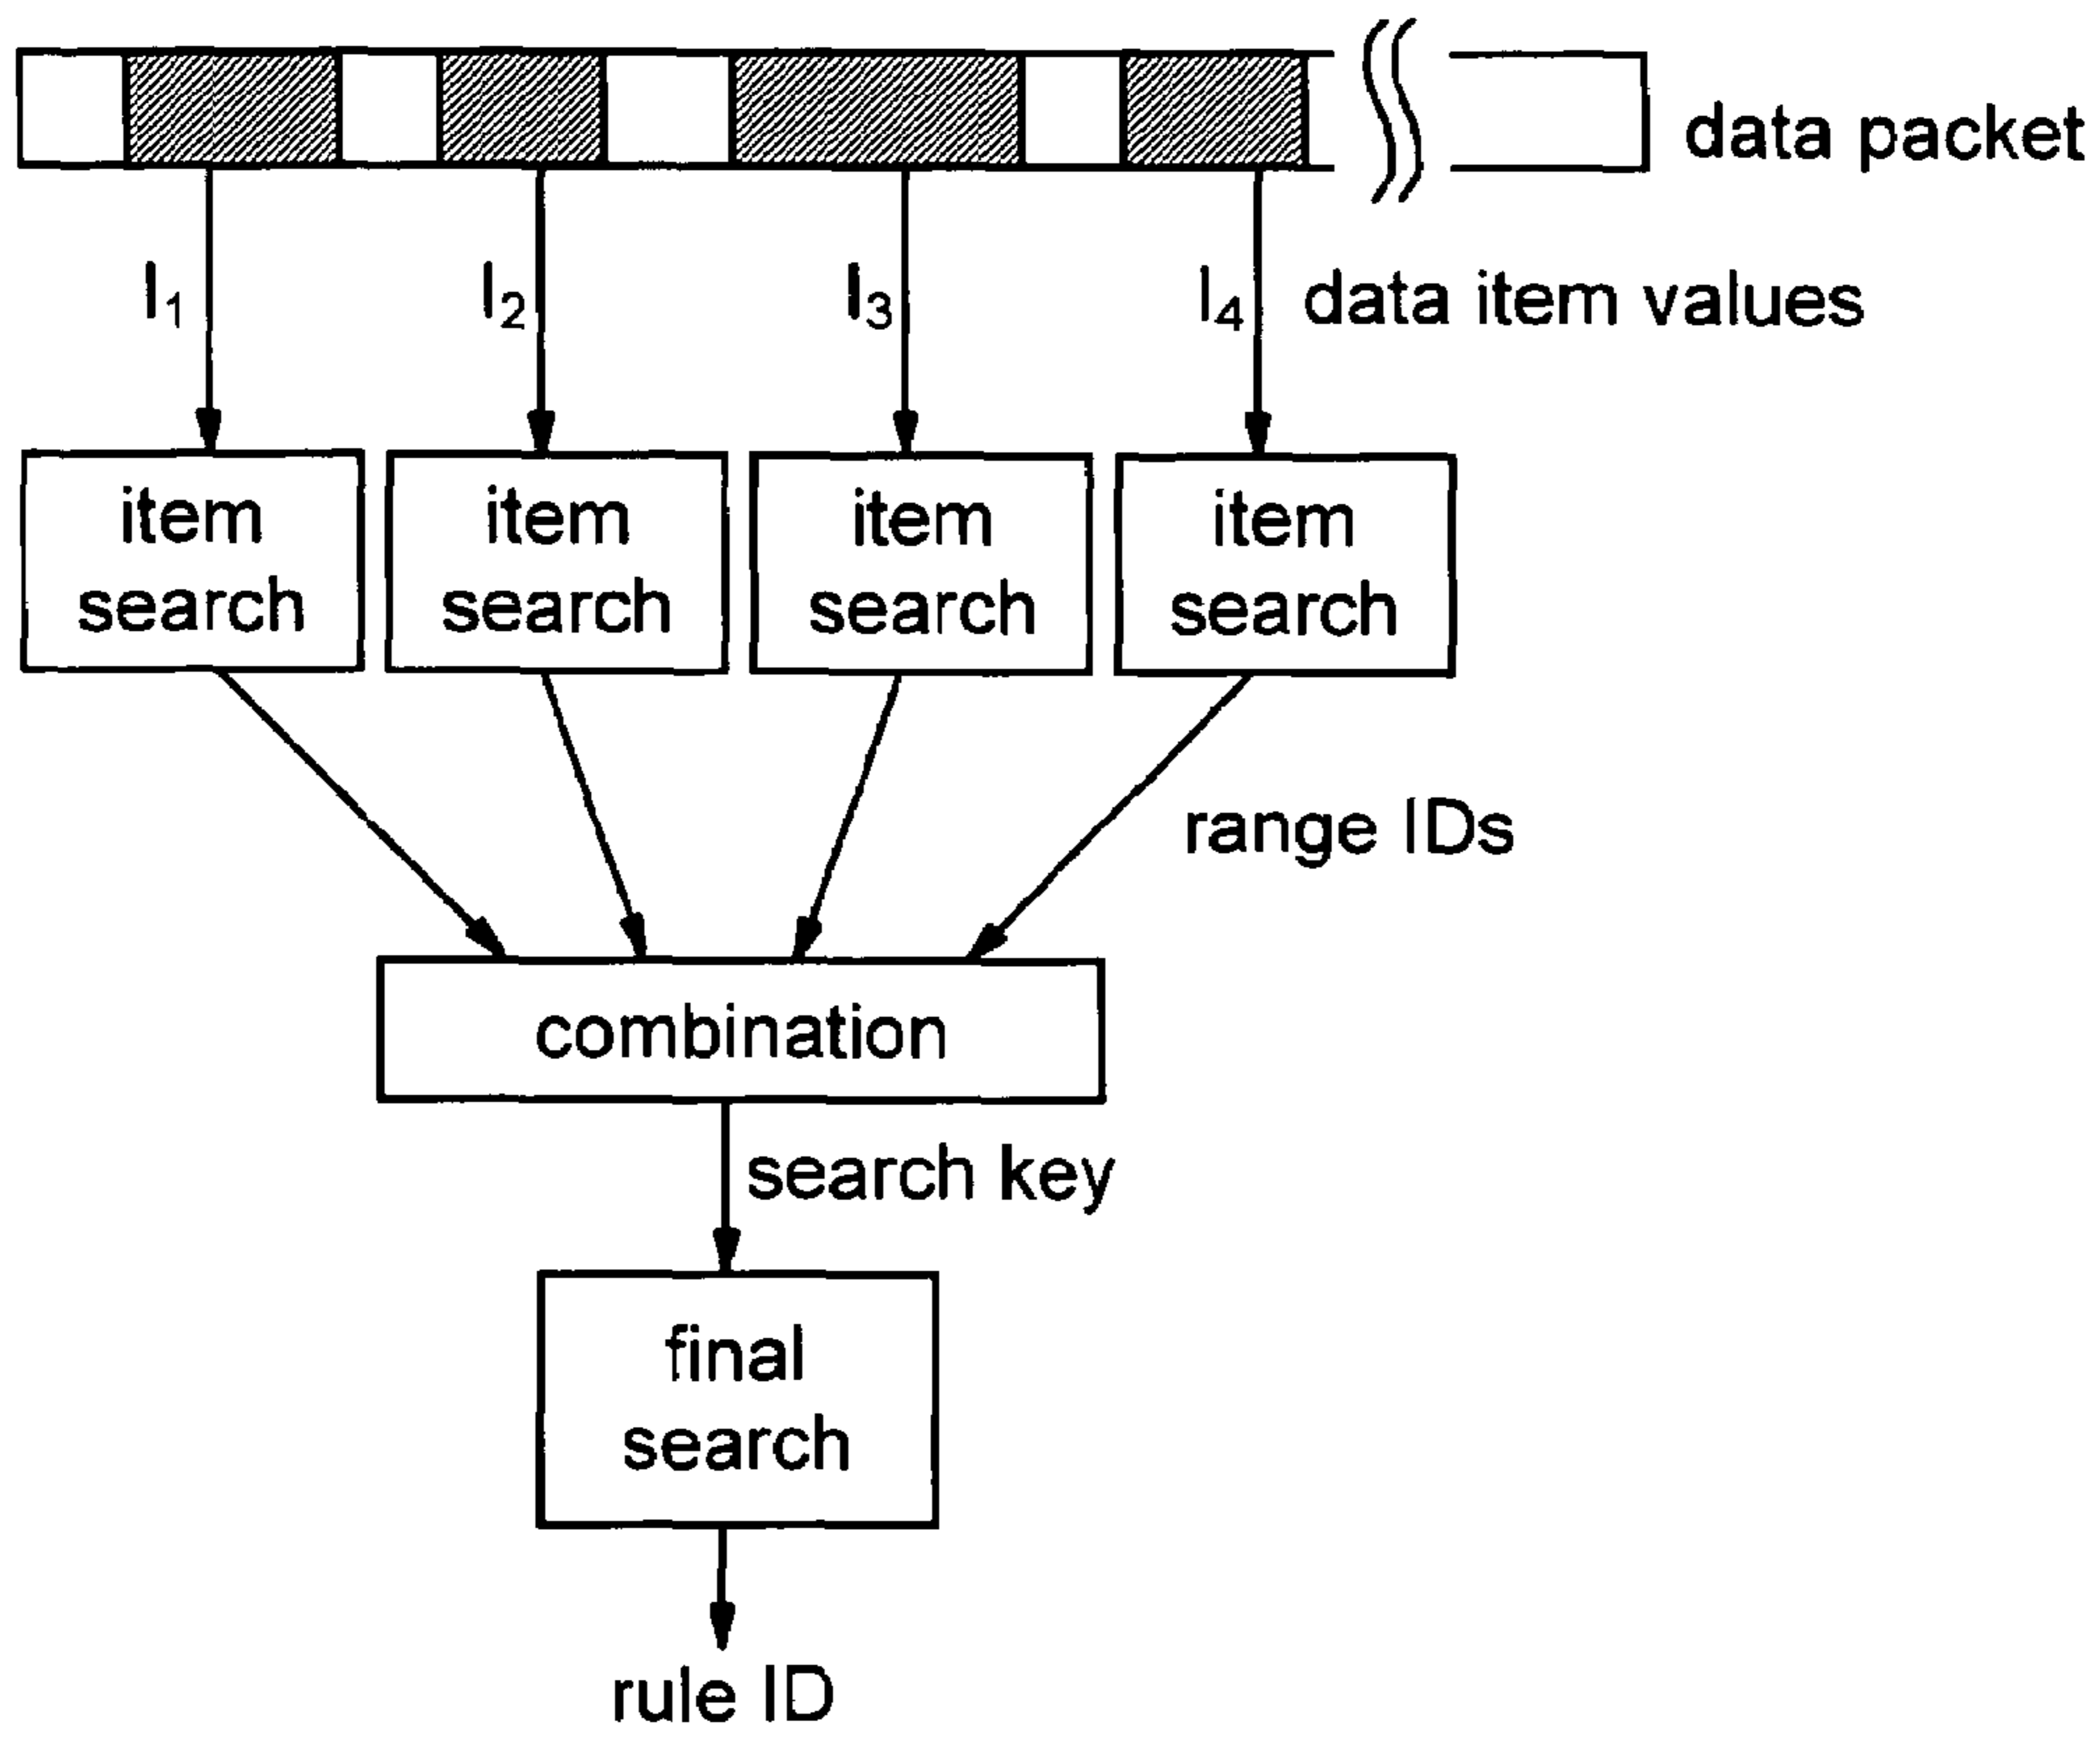 data packet
I1
I2
I3
I4
data item values
item
search
item
search
item
search
item
search
range IDs
combination
search key
final
search
rule ID